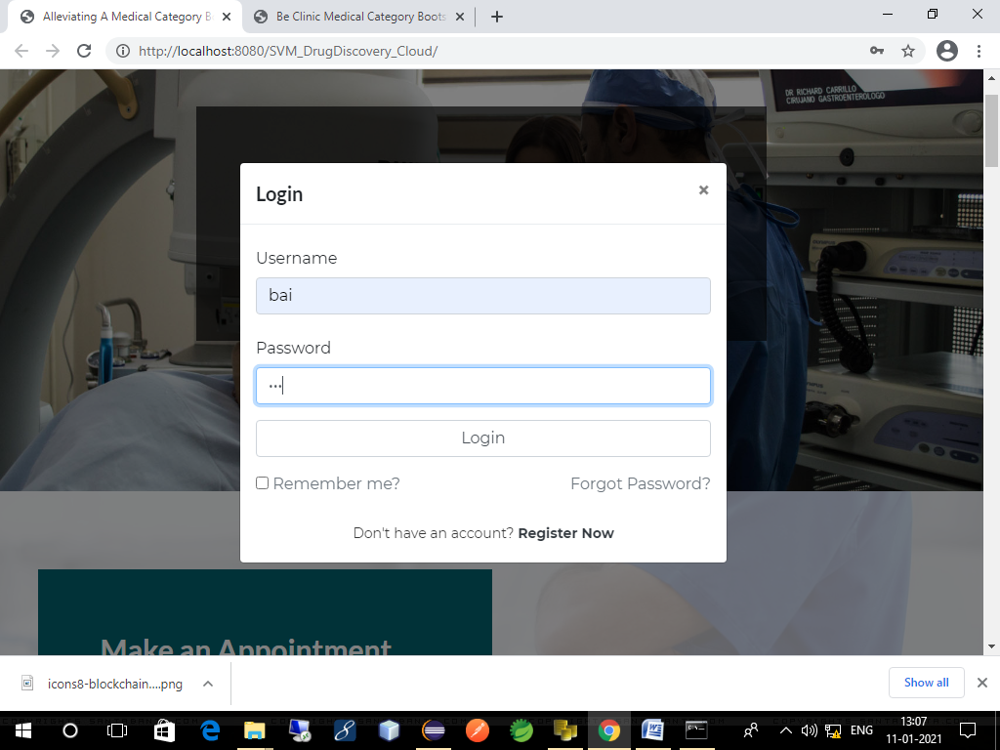 Alleviating A Medical Category B
Be Clinic Medical Category Boots
http://localhost:8080/SVM_DrugDiscovery_Cloud/
DR RICHARD CARRILLO
CIRUJANO GASTROENTEROLOGO
Login
Username
bai
Password
Login
Remember me?
Forgot Password?
Don't have an account? Register Now
Make an Appointment
icons8-blockchain....png
Show all
ENG
13:07
11-01-2021